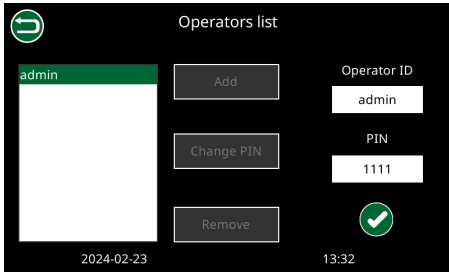 Operators list
admin
Add
Change PIN
Remove
Operator ID
admin
PIN
1111
2024-02-23
13:32